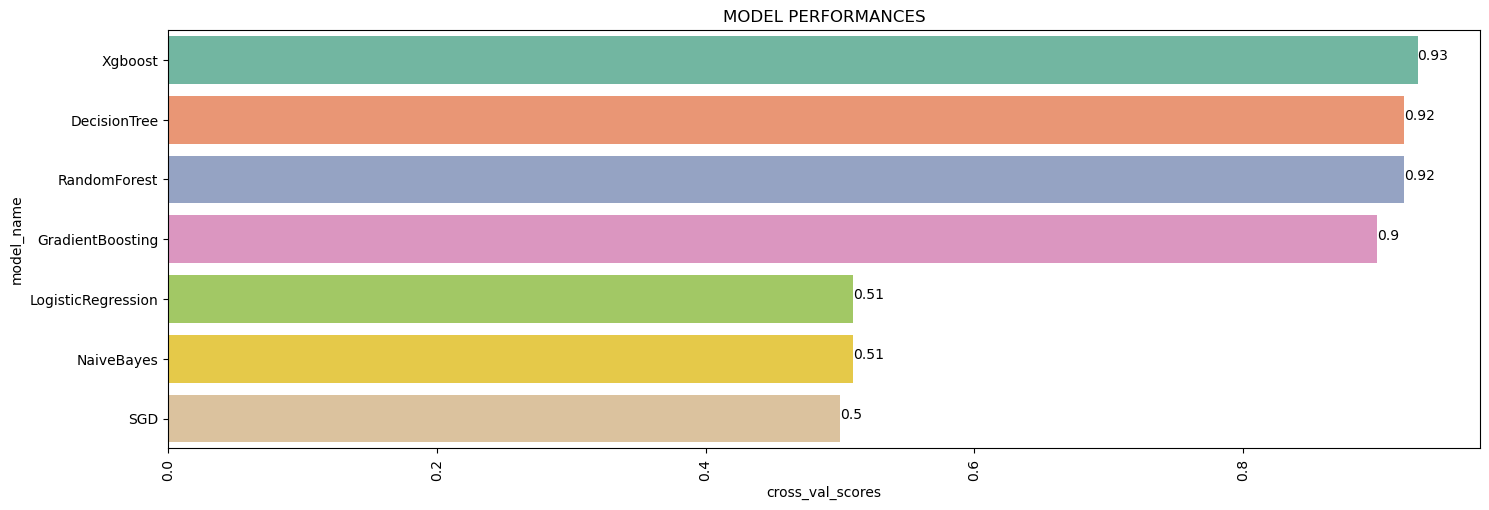 MODEL PERFORMANCES
model_name
Xgboost
0.93
DecisionTree
0.92
RandomForest
0.92
GradientBoosting
0.9
LogisticRegression
0.51
NaiveBayes
0.51
SGD
0.5
0.0
0.2
0.4
0.6
0.8
cross_val_scores